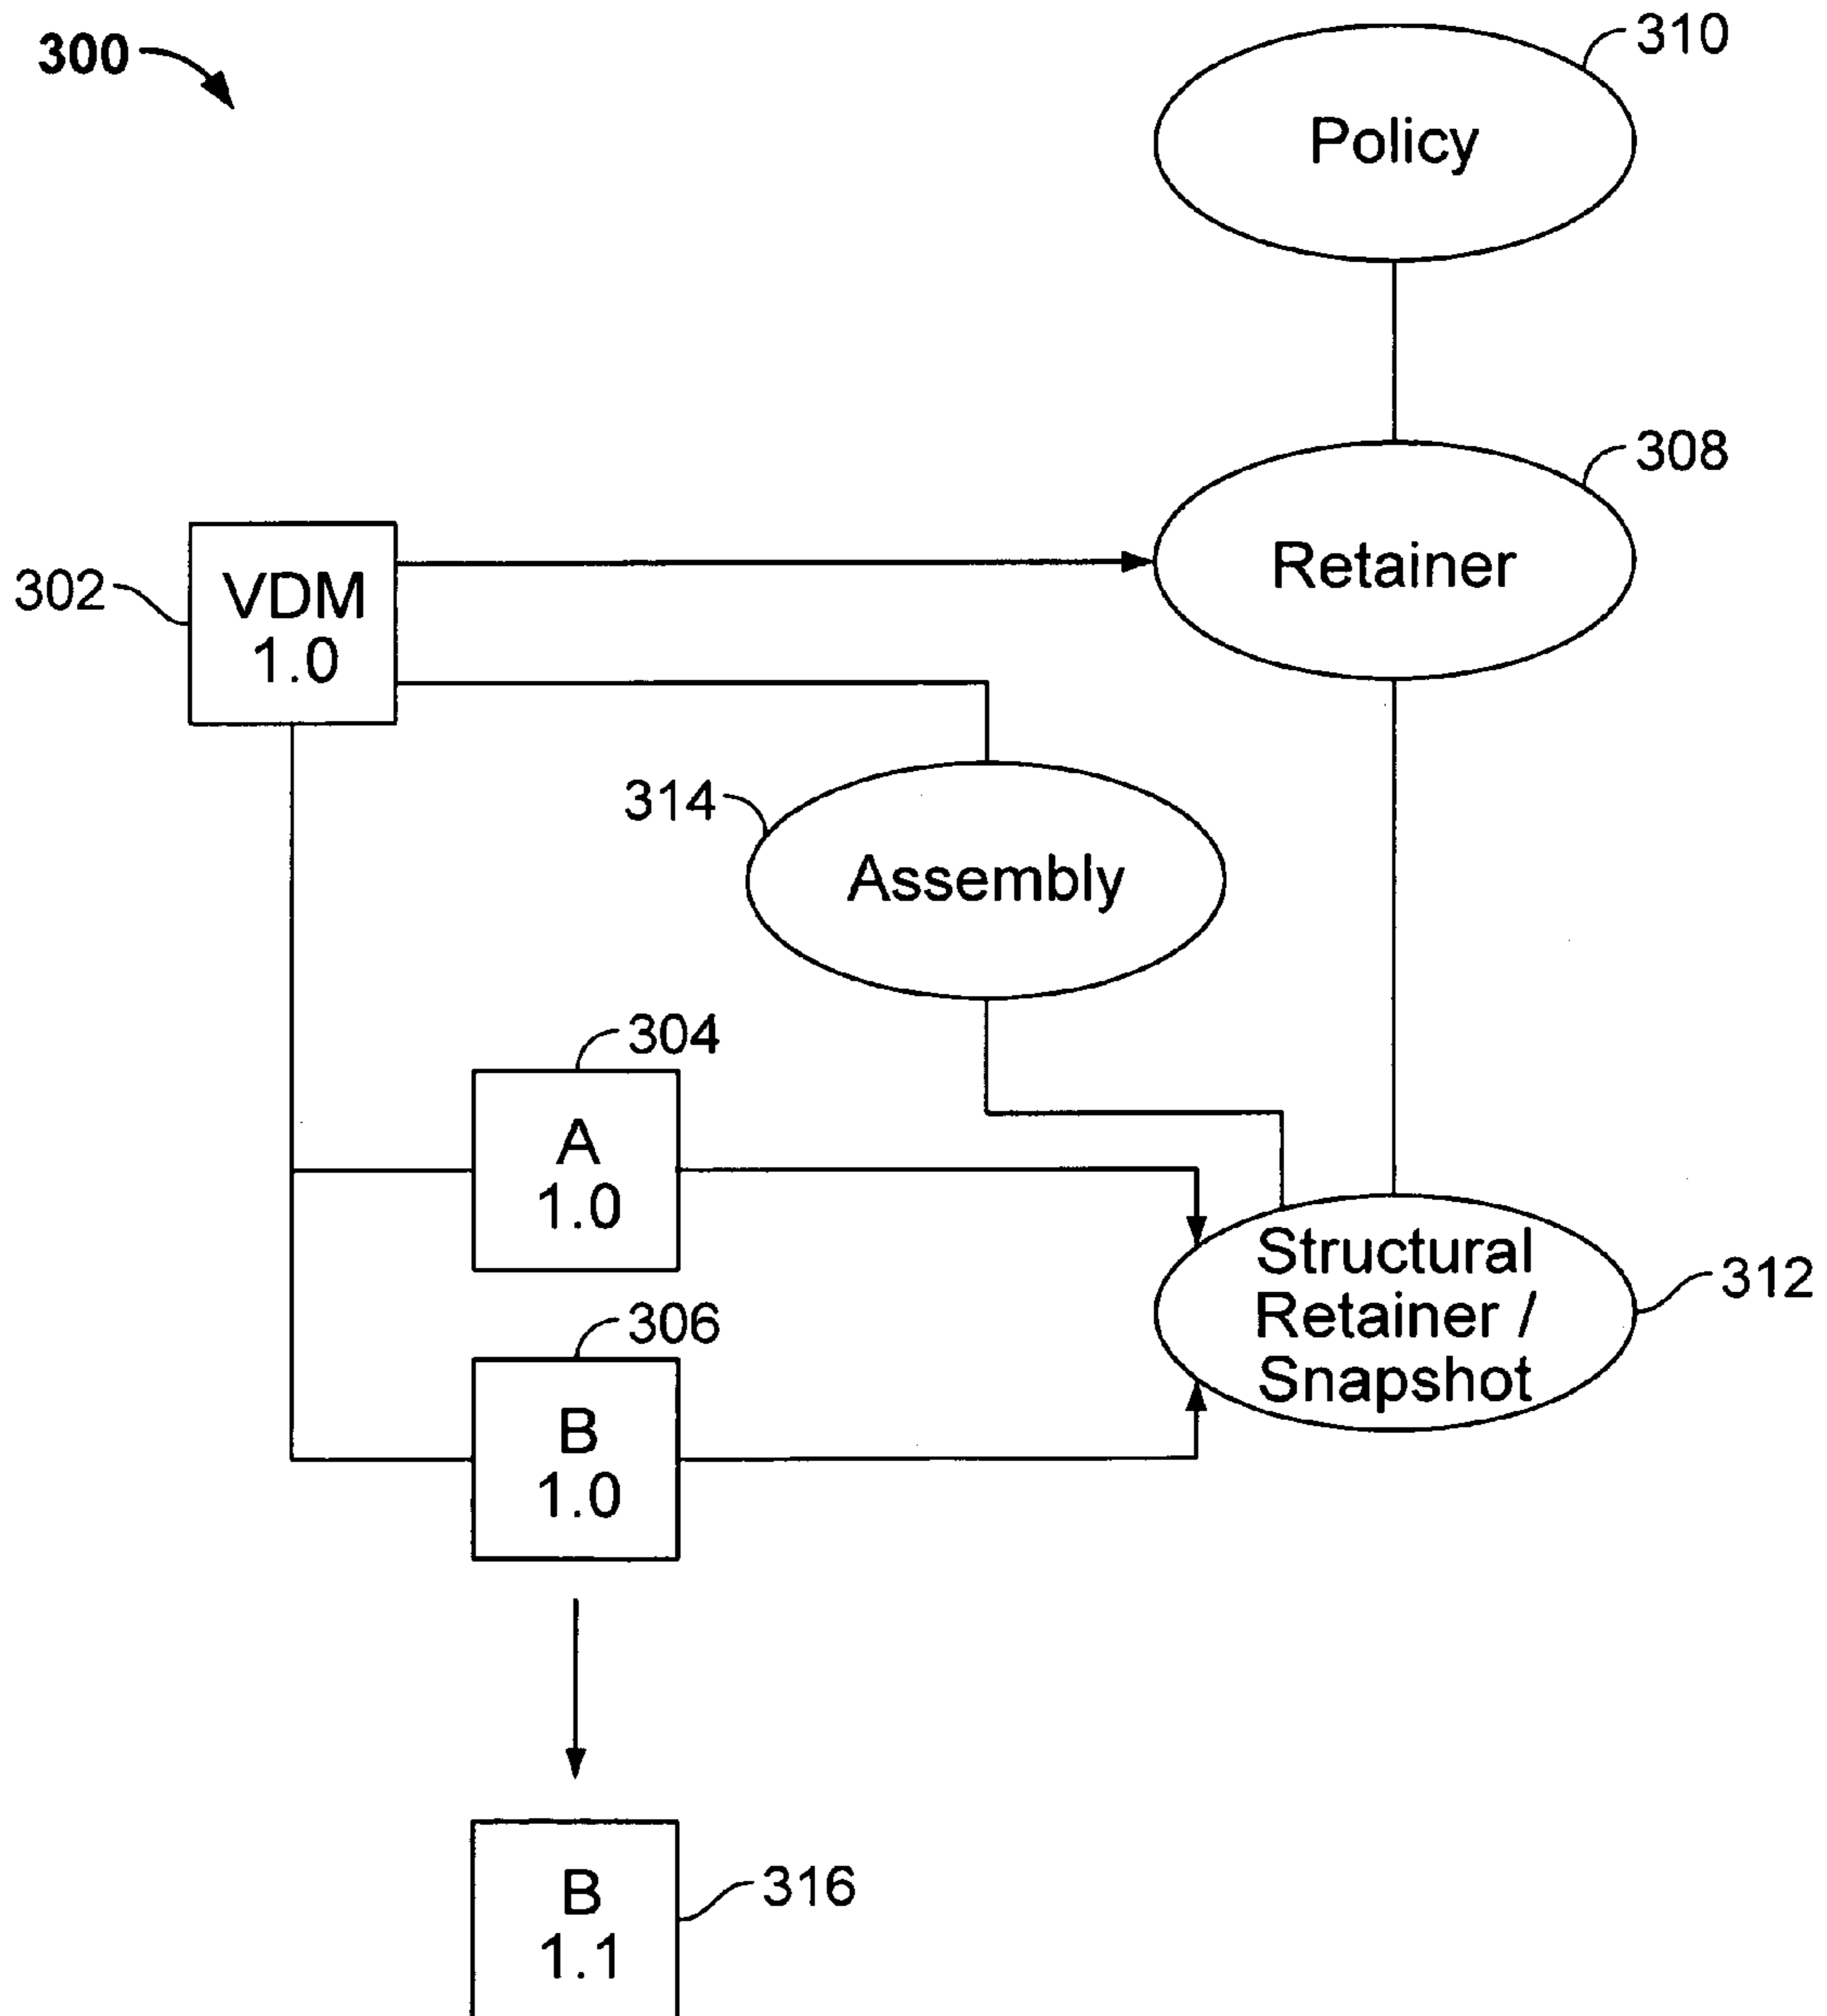 300
310
Policy
308
Retainer
302
VDM
1.0
314
Assembly
304
A
1.0
312
Structural
Retainer /
Snapshot
306
B
1.0
316
B
1.1